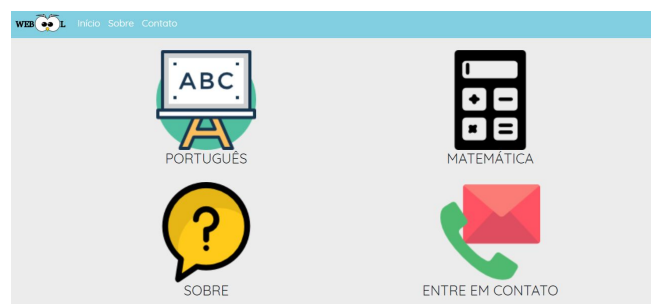 WEB L Início Sobre Contato
ABC
PORTUGUÊS
MATEMÁTICA
?
SOBRE
ENTRE EM CONTATO